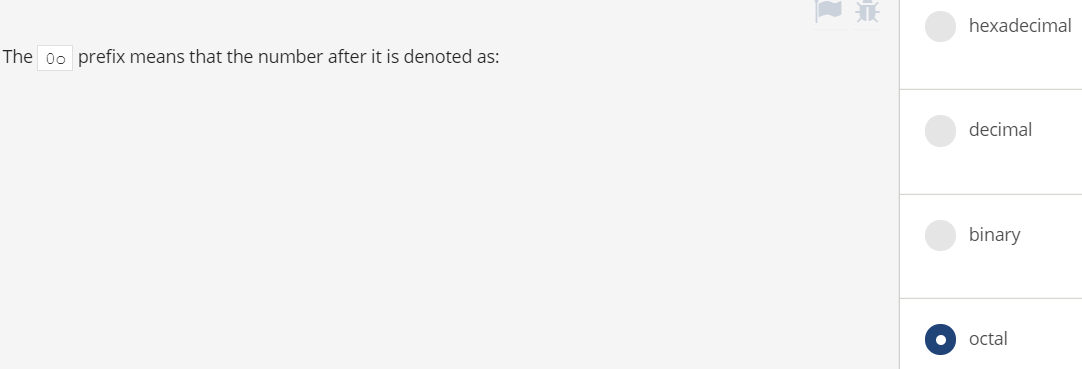 hexadecimal
The 0o prefix means that the number after it is denoted as:
decimal
binary
octal